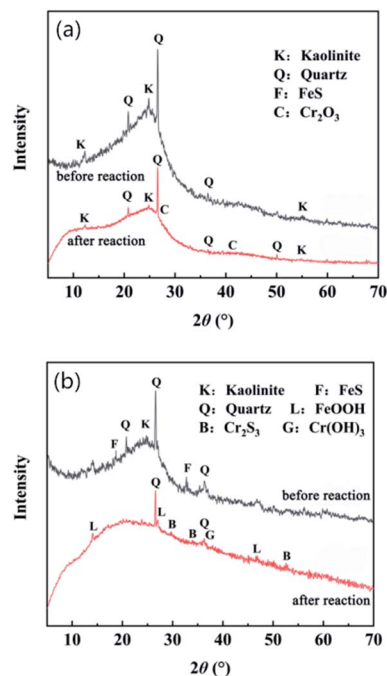 (a)
Q
K: Kaolinite
Q: Quartz
F: FeS
C: Cr₂O₃
K
Q
K
before reaction
Q
K
Q
Q
K
K
C
after reaction
Q
C
Q
K
Intensity
10 20 30 40 50 60 70
2θ (°)
(b)
Q
K: Kaolinite F: FeS
Q: Quartz L: FeOOH
B: Cr₂S₃ G: Cr(OH)₃
F
Q
K
F
Q
before reaction
Q
L
L
B
B
Q
G
L
B
after reaction
Intensity
10 20 30 40 50 60 70
2θ (°)